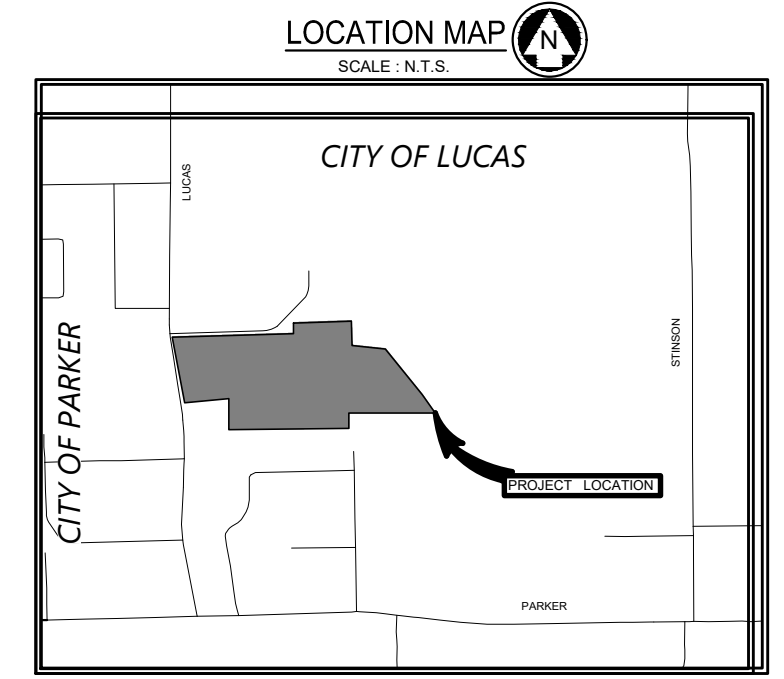 LOCATION MAP
N
SCALE : N.T.S.
CITY OF LUCAS
LUCAS
STINSON
CITY OF PARKER
PROJECT LOCATION
PARKER